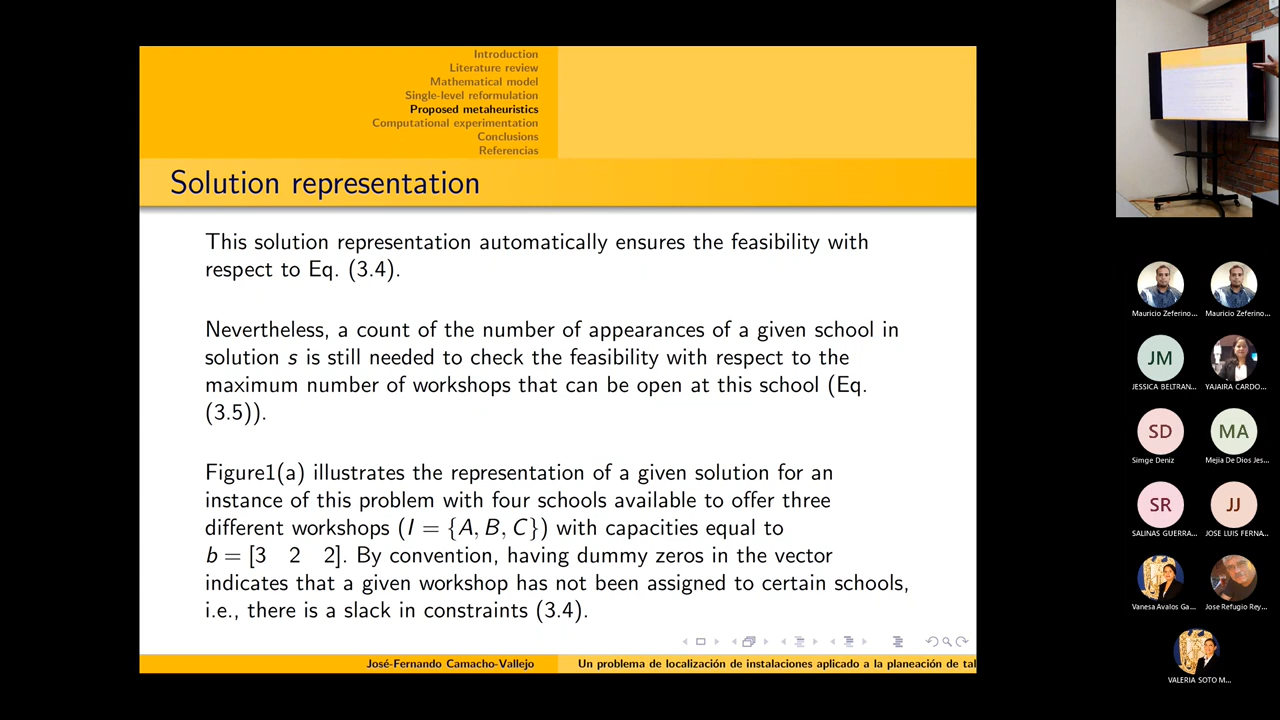 Introduction
Literature review
Mathematical model
Single-level reformulation
Proposed metaheuristics
Computational experimentation
Conclusions
Referencias
Solution representation
This solution representation automatically ensures the feasibility with
respect to Eq. (3.4).
Nevertheless, a count of the number of appearances of a given school in
solution s is still needed to check the feasibility with respect to the
maximum number of workshops that can be open at this school (Eq.
(3.5)).
Figure1(a) illustrates the representation of a given solution for an
instance of this problem with four schools available to offer three
different workshops (I = {A, B, C}) with capacities equal to
b = [3 2 2]. By convention, having dummy zeros in the vector
indicates that a given workshop has not been assigned to certain schools,
i.e., there is a slack in constraints (3.4).
José-Fernando Camacho-Vallejo
Un problema de localización de instalaciones aplicado a la planeación de tal
Mauricio Zeferino...
Mauricio Zeferino...
JM
JESSICA BELTRAN...
YAJAIRA CARDO...
SD
Simge Deniz
MA
Mejia De Dios Jes...
SR
SALINAS GUERRA...
JJ
JOSE LUIS FERNA...
Vanesa Avalos Ga...
Jose Refugio Rey...
VALERIA SOTO M...